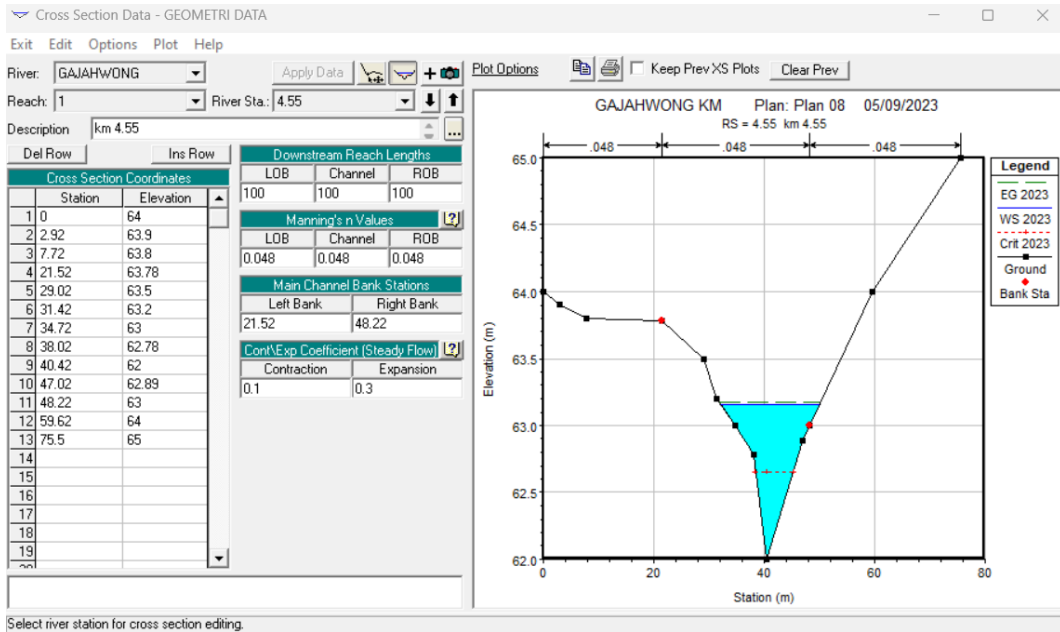 Cross Section Data - GEOMETRI DATA
Exit Edit Options Plot Help
River: GAJAHWONG Apply Data
Reach: 1 River Sta.: 4.55
Description km 4.55 ...
Del Row Ins Row
Cross Section Coordinates
Station Elevation
1 0 64
2 2.92 63.9
3 7.72 63.8
4 21.52 63.78
5 29.02 63.5
6 31.42 63.2
7 34.72 63
8 38.02 62.78
9 40.42 62
10 47.02 62.89
11 48.22 63
12 59.62 64
13 75.5 65
14
15
16
17
18
19
Downstream Reach Lengths
LOB Channel ROB
100 100 100
Manning's n Values ?
LOB Channel ROB
0.048 0.048 0.048
Main Channel Bank Stations
Left Bank Right Bank
21.52 48.22
Cont\Exp Coefficient (Steady Flow) ?
Contraction Expansion
0.1 0.3
Select river station for cross section editing.
Plot Options Keep Prev XS Plots Clear Prev
GAJAHWONG KM Plan: Plan 08 05/09/2023
RS = 4.55 km 4.55
.048 .048 .048
65.0
64.5
64.0
63.5
63.0
62.5
62.0
Elevation (m)
0 20 40 60 80
Station (m)
Legend
EG 2023
WS 2023
Crit 2023
Ground
Bank Sta